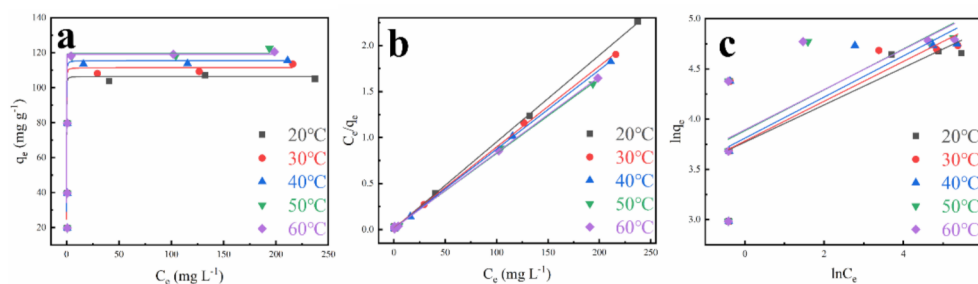 a
140
120
100
80
60
40
20
qe (mg g-1)
20℃
30℃
40℃
50℃
60℃
0 50 100 150 200 250
Ce (mg L-1)
b
2.0
1.5
1.0
0.5
0.0
Ce/qe
20℃
30℃
40℃
50℃
60℃
0 50 100 150 200 250
Ce (mg L-1)
c
5.0
4.5
4.0
3.5
3.0
lnqe
20℃
30℃
40℃
50℃
60℃
0 2 4
lnCe